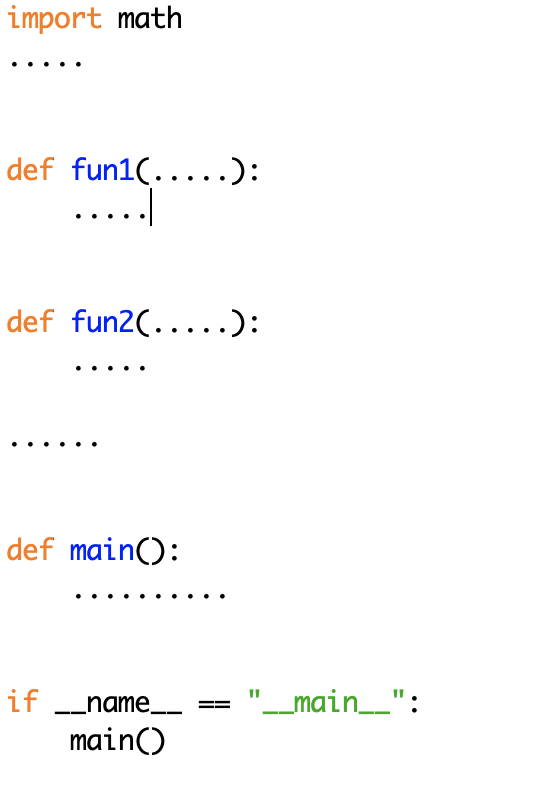 import math
.....
def fun1(.....):
    .....
def fun2(.....):
    .....
......
def main():
    ..........
if __name__ == "__main__":
    main()